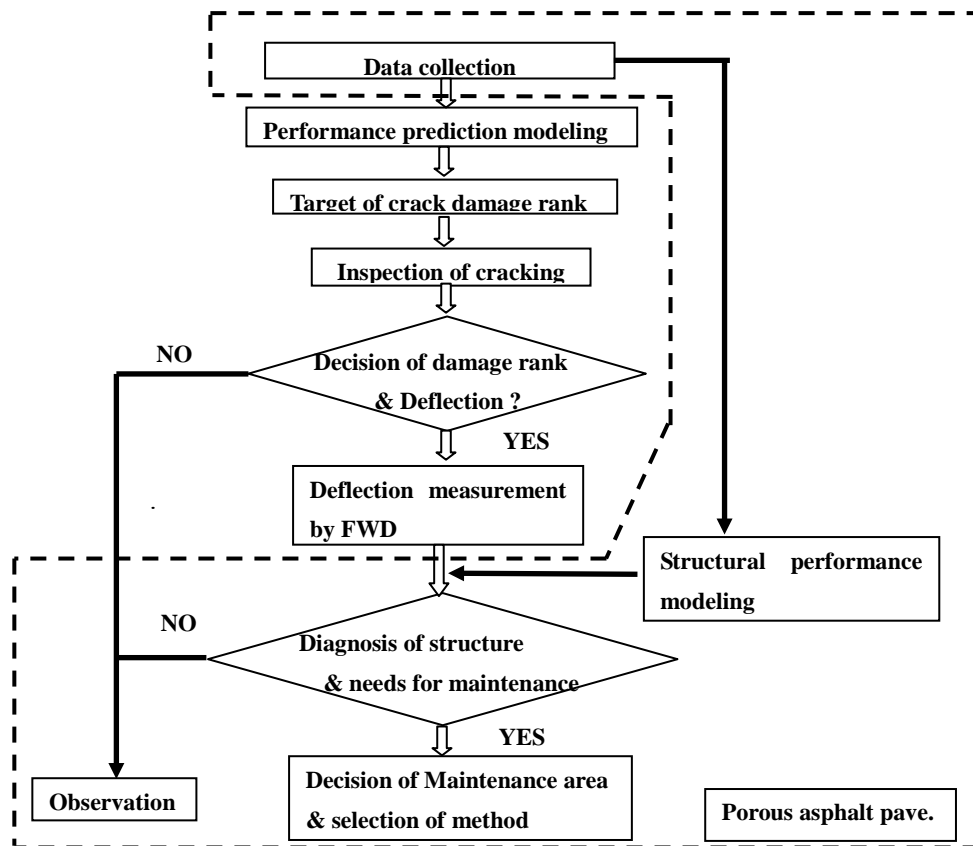 Data collection
Performance prediction modeling
Target of crack damage rank
Inspection of cracking
NO
Decision of damage rank
& Deflection ?
YES
Deflection measurement
by FWD
Structural performance
modeling
NO
Diagnosis of structure
& needs for maintenance
YES
Observation
Decision of Maintenance area
& selection of method
Porous asphalt pave.